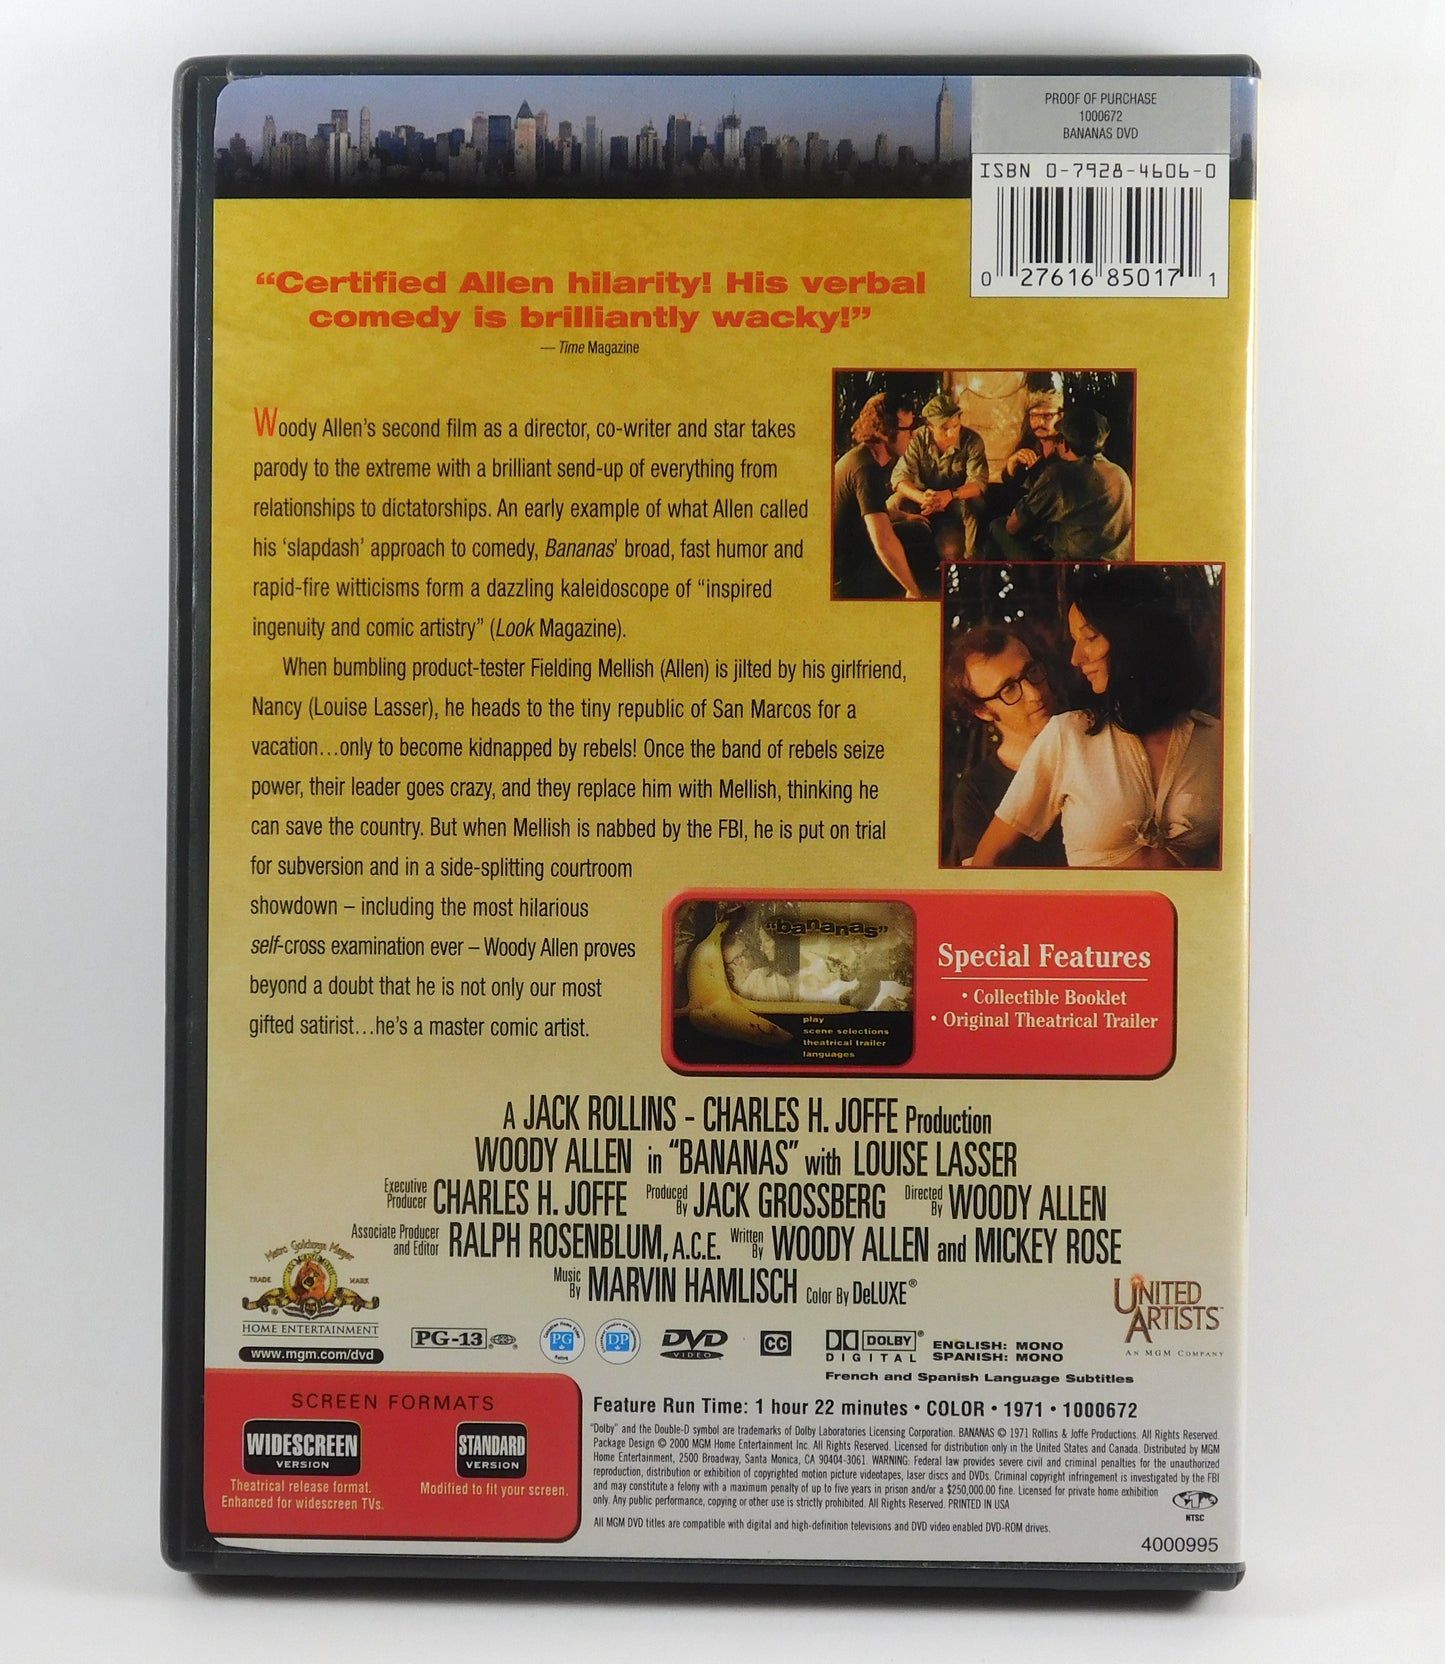 PROOF OF PURCHASE
1000672
BANANAS DVD
ISBN 0-7928-4606-0
0 27616 85017 1
“Certified Allen hilarity! His verbal
comedy is brilliantly wacky!”
— Time Magazine
Woody Allen’s second film as a director, co-writer and star takes
parody to the extreme with a brilliant send-up of everything from
relationships to dictatorships. An early example of what Allen called
his ‘slapdash’ approach to comedy, Bananas’ broad, fast humor and
rapid-fire witticisms form a dazzling kaleidoscope of “inspired
ingenuity and comic artistry” (Look Magazine).
When bumbling product-tester Fielding Mellish (Allen) is jilted by his girlfriend,
Nancy (Louise Lasser), he heads to the tiny republic of San Marcos for a
vacation…only to become kidnapped by rebels! Once the band of rebels seize
power, their leader goes crazy, and they replace him with Mellish, thinking he
can save the country. But when Mellish is nabbed by the FBI, he is put on trial
for subversion and in a side-splitting courtroom
showdown – including the most hilarious
self-cross examination ever – Woody Allen proves
beyond a doubt that he is not only our most
gifted satirist…he’s a master comic artist.
“bananas”
play
scene selections
theatrical trailer
languages
Special Features
• Collectible Booklet
• Original Theatrical Trailer
A JACK ROLLINS - CHARLES H. JOFFE Production
WOODY ALLEN in “BANANAS” with LOUISE LASSER
Executive Producer CHARLES H. JOFFE Produced By JACK GROSSBERG Directed By WOODY ALLEN
Associate Producer and Editor RALPH ROSENBLUM, A.C.E. Written By WOODY ALLEN and MICKEY ROSE
Music By MARVIN HAMLISCH Color By DeLUXE®
Metro Goldwyn Mayer
TRADE MARK
HOME ENTERTAINMENT
www.mgm.com/dvd
PG-13
PG
DP
DVD
VIDEO
CC
DOLBY®
DIGITAL
ENGLISH: MONO
SPANISH: MONO
French and Spanish Language Subtitles
UNITED
ARTISTS
AN MGM COMPANY
SCREEN FORMATS
WIDESCREEN
VERSION
Theatrical release format.
Enhanced for widescreen TVs.
STANDARD
VERSION
Modified to fit your screen.
Feature Run Time: 1 hour 22 minutes • COLOR • 1971 • 1000672
"Dolby" and the Double-D symbol are trademarks of Dolby Laboratories Licensing Corporation. BANANAS © 1971 Rollins & Joffe Productions. All Rights Reserved.
Package Design © 2000 MGM Home Entertainment Inc. All Rights Reserved. Licensed for distribution only in the United States and Canada. Distributed by MGM
Home Entertainment, 2500 Broadway, Santa Monica, CA 90404-3061. WARNING: Federal law provides severe civil and criminal penalties for the unauthorized
reproduction, distribution or exhibition of copyrighted motion picture videotapes, laser discs and DVDs. Criminal copyright infringement is investigated by the FBI
and may constitute a felony with a maximum penalty of up to five years in prison and/or a $250,000.00 fine. Licensed for private home exhibition
only. Any public performance, copying or other use is strictly prohibited. All Rights Reserved. PRINTED IN USA
All MGM DVD titles are compatible with digital and high-definition televisions and DVD video enabled DVD-ROM drives.
1
NTSC
4000995